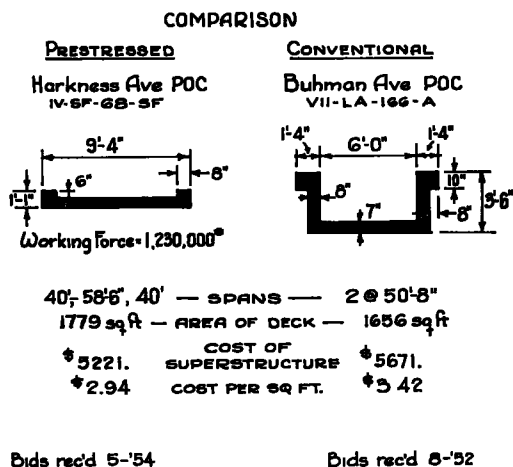 COMPARISON
PRESTRESSED
CONVENTIONAL
Harkness Ave POC
Buhman Ave POC
IV-SF-68-SF
VII-LA-166-A
9'-4"
6"
8"
1'-1"
Working Force = 1,230,000#
1'-4" 6'-0" 1'-4"
8"
10"
3'-6"
7"
8"
40', 58'6", 40' — SPANS — 2 @ 50'-8"
1779 sq ft — AREA OF DECK — 1656 sq ft
$5221. COST OF SUPERSTRUCTURE $5671.
$2.94 COST PER SQ FT. $3.42
Bids rec'd 5-'54
Bids rec'd 8-'52